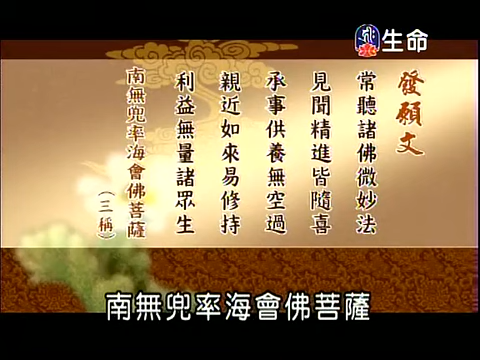 生命
發願文
常聽諸佛微妙法
見聞精進皆隨喜
承事供養無空過
親近如來易修持
利益無量諸眾生
南無兜率海會佛菩薩
（三稱）
南無兜率海會佛菩薩